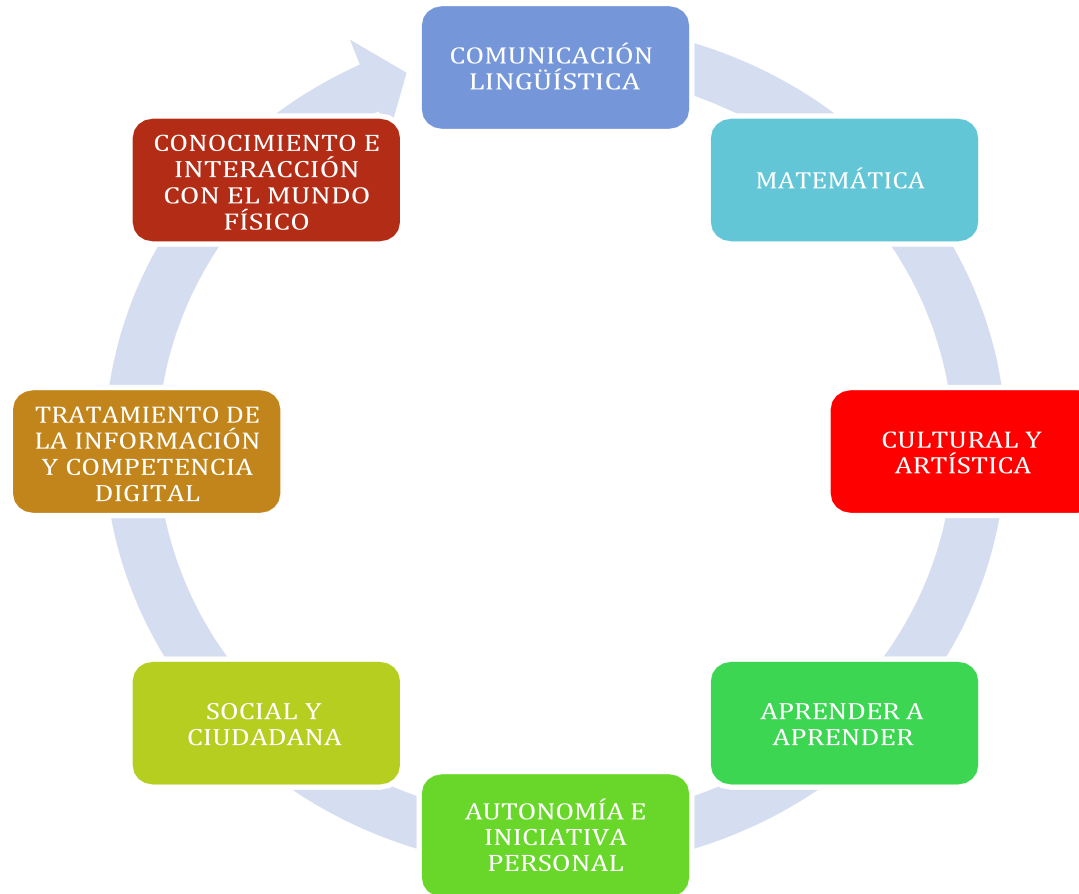 COMUNICACIÓN
LINGÜÍSTICA
MATEMÁTICA
CULTURAL Y
ARTÍSTICA
APRENDER A
APRENDER
AUTONOMÍA E
INICIATIVA
PERSONAL
SOCIAL Y
CIUDADANA
TRATAMIENTO DE
LA INFORMACIÓN
Y COMPETENCIA
DIGITAL
CONOCIMIENTO E
INTERACCIÓN
CON EL MUNDO
FÍSICO